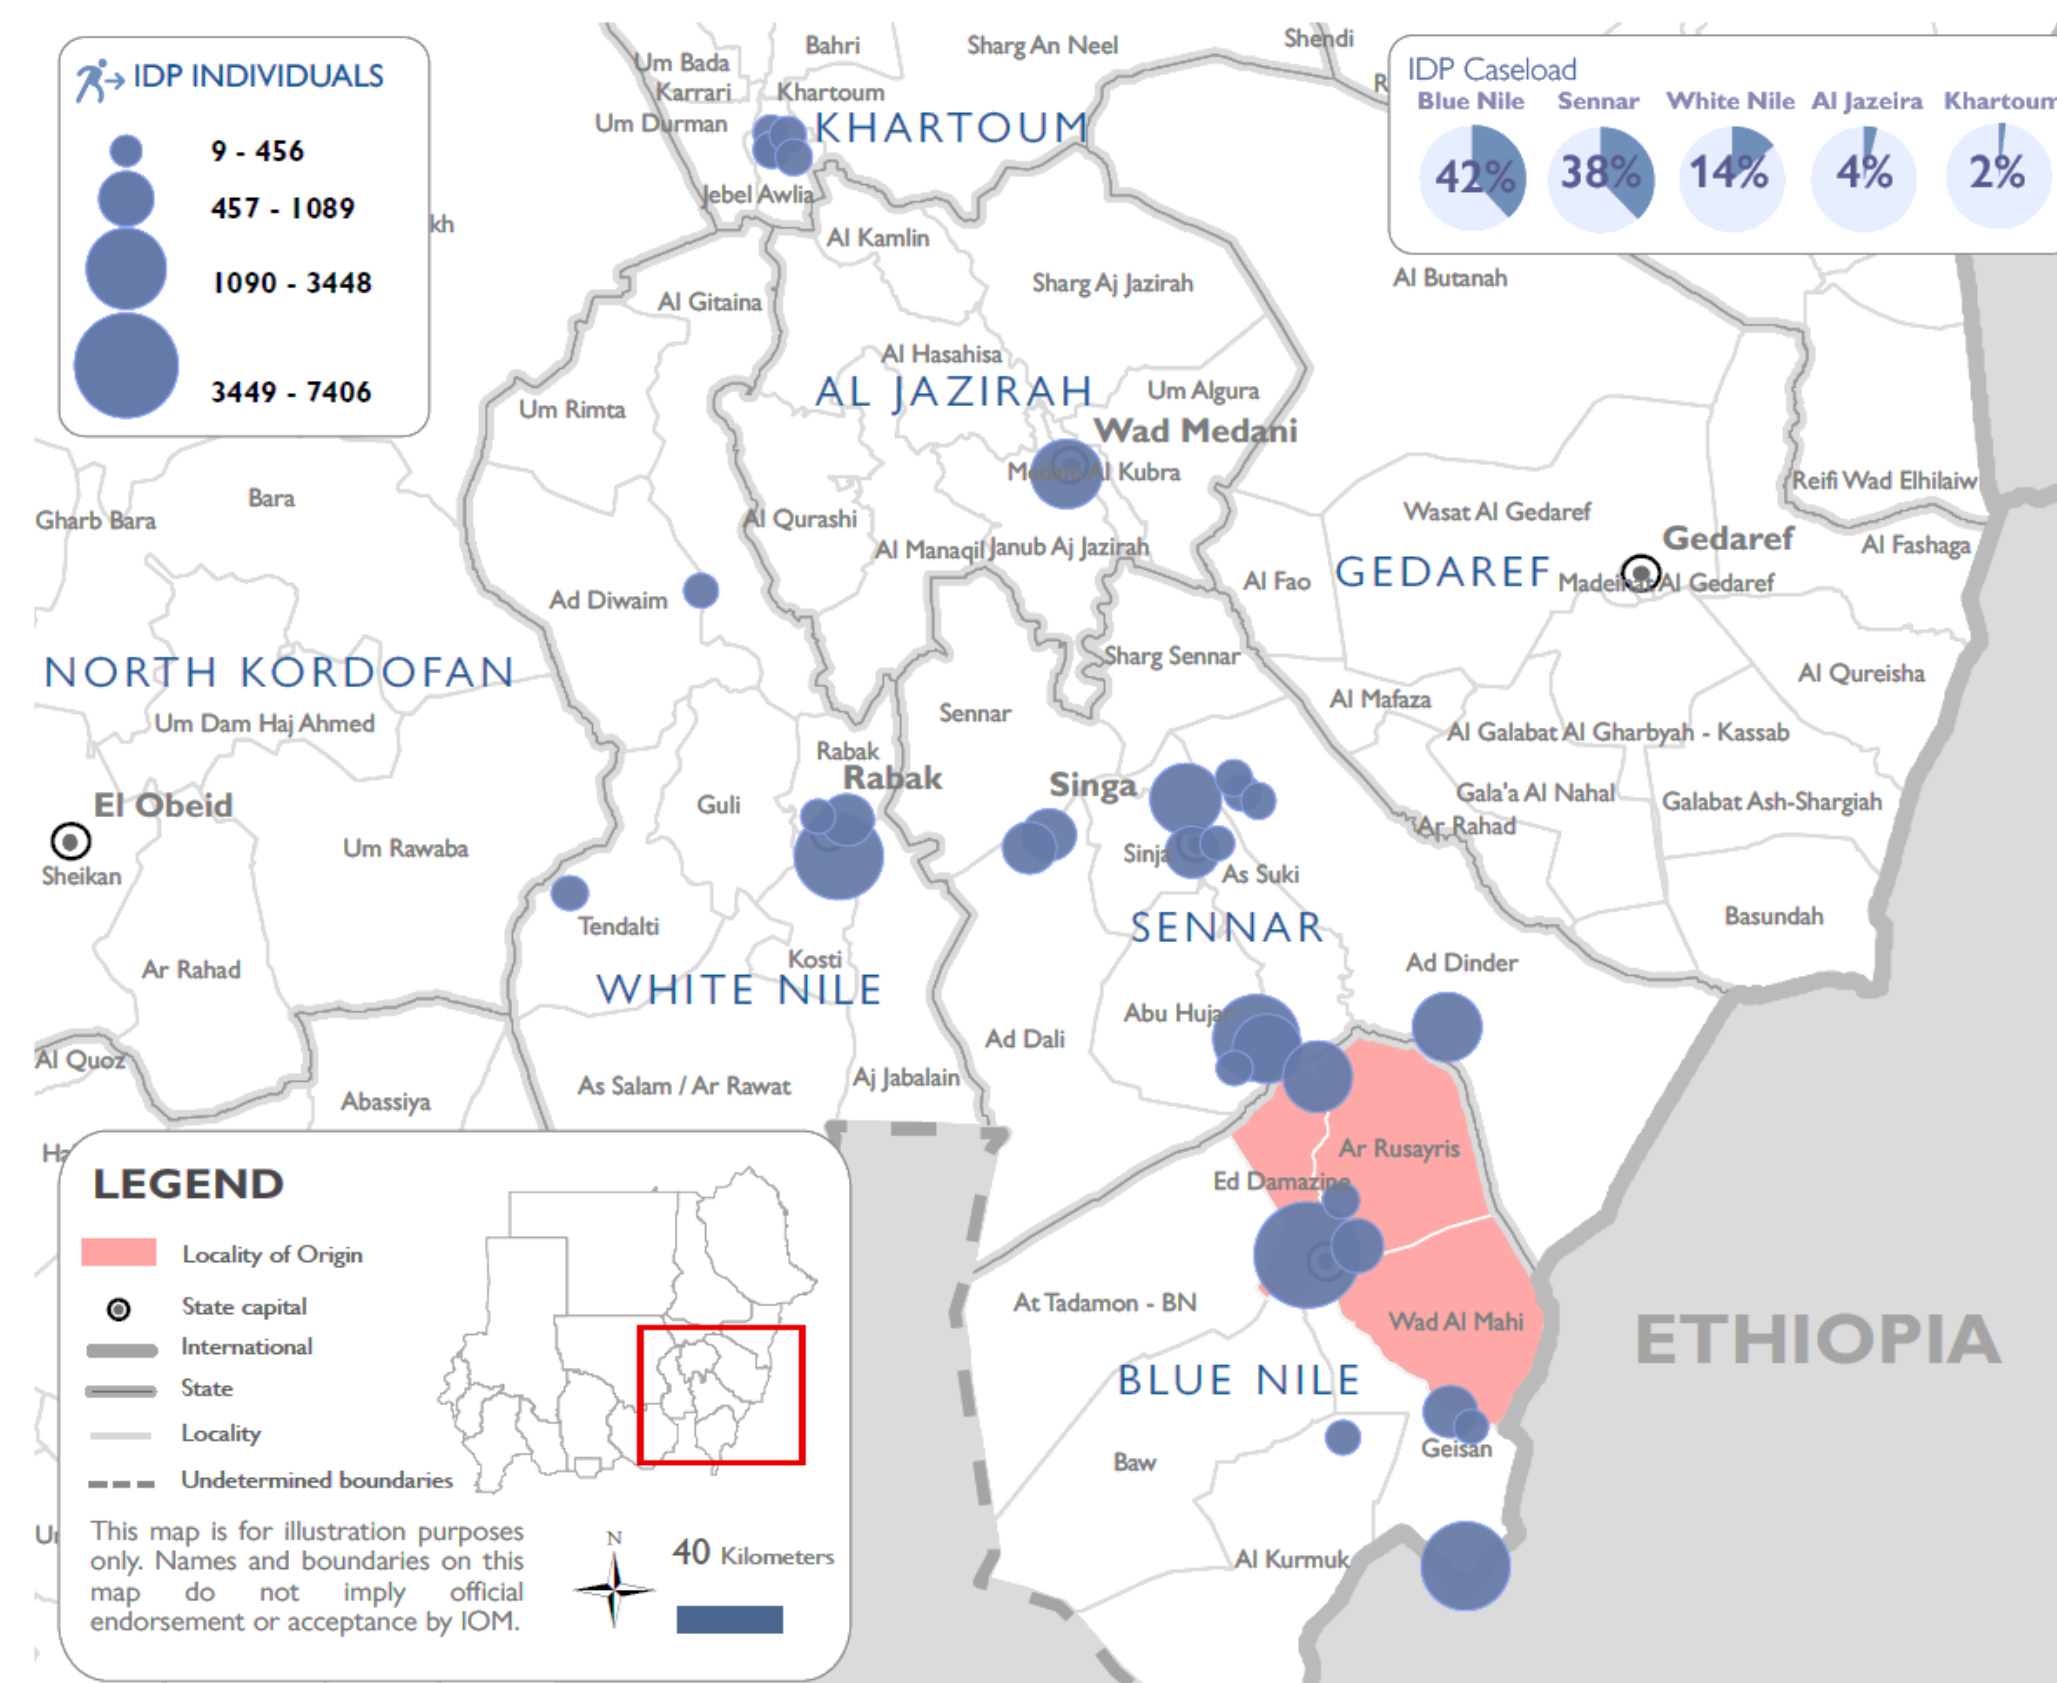 IDP INDIVIDUALS
9 - 456
457 - 1089
1090 - 3448
3449 - 7406
IDP Caseload
Blue Nile Sennar White Nile Al Jazeira Khartoum
42% 38% 14% 4% 2%
Shendi
Bahri
Sharg An Neel
Um Bada
Karrari
Khartoum
Um Durman
KHARTOUM
Jebel Awlia
kh
Al Kamlin
Al Butanah
Sharg Aj Jazirah
Al Gitaina
Al Hasahisa
AL JAZIRAH
Um Algura
Um Rimta
Wad Medani
Medani Al Kubra
Reifi Wad Elhilaiw
Bara
Gharb Bara
Al Qurashi
Wasat Al Gedaref
Gedaref
Al Fashaga
Al Manaqil
Janub Aj Jazirah
Al Fao
GEDAREF
Madeinat Al Gedaref
Ad Diwaim
Sharg Sennar
NORTH KORDOFAN
Al Qureisha
Al Mafaza
Sennar
Um Dam Haj Ahmed
Al Galabat Al Gharbyah - Kassab
Rabak
Rabak
Singa
El Obeid
Guli
Gala'a Al Nahal
Galabat Ash-Shargiah
Ar Rahad
Um Rawaba
Sinja
Sheikan
As Suki
Basundah
Tendalti
SENNAR
Kosti
Ad Dinder
Ar Rahad
WHITE NILE
Abu Hujar
Ad Dali
Al Quoz
As Salam / Ar Rawat
Aj Jabalain
Abassiya
Ar Rusayris
Ed Damazine
At Tadamon - BN
Wad Al Mahi
ETHIOPIA
BLUE NILE
Geisan
Baw
Al Kurmuk
LEGEND
Locality of Origin
State capital
International
State
Locality
Undetermined boundaries
This map is for illustration purposes
only. Names and boundaries on this
map do not imply official
endorsement or acceptance by IOM.
N
40 Kilometers